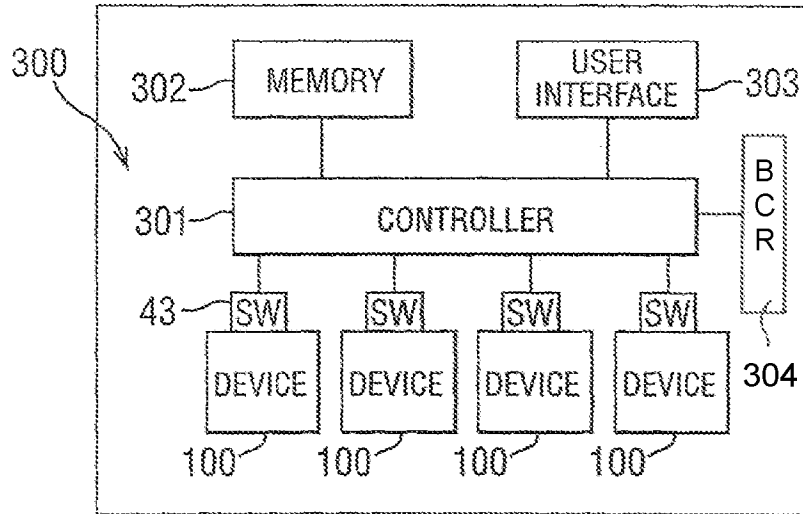 300
302
MEMORY
USER
INTERFACE
303
301
CONTROLLER
B
C
R
304
43
SW
SW
SW
SW
DEVICE
DEVICE
DEVICE
DEVICE
100
100
100
100